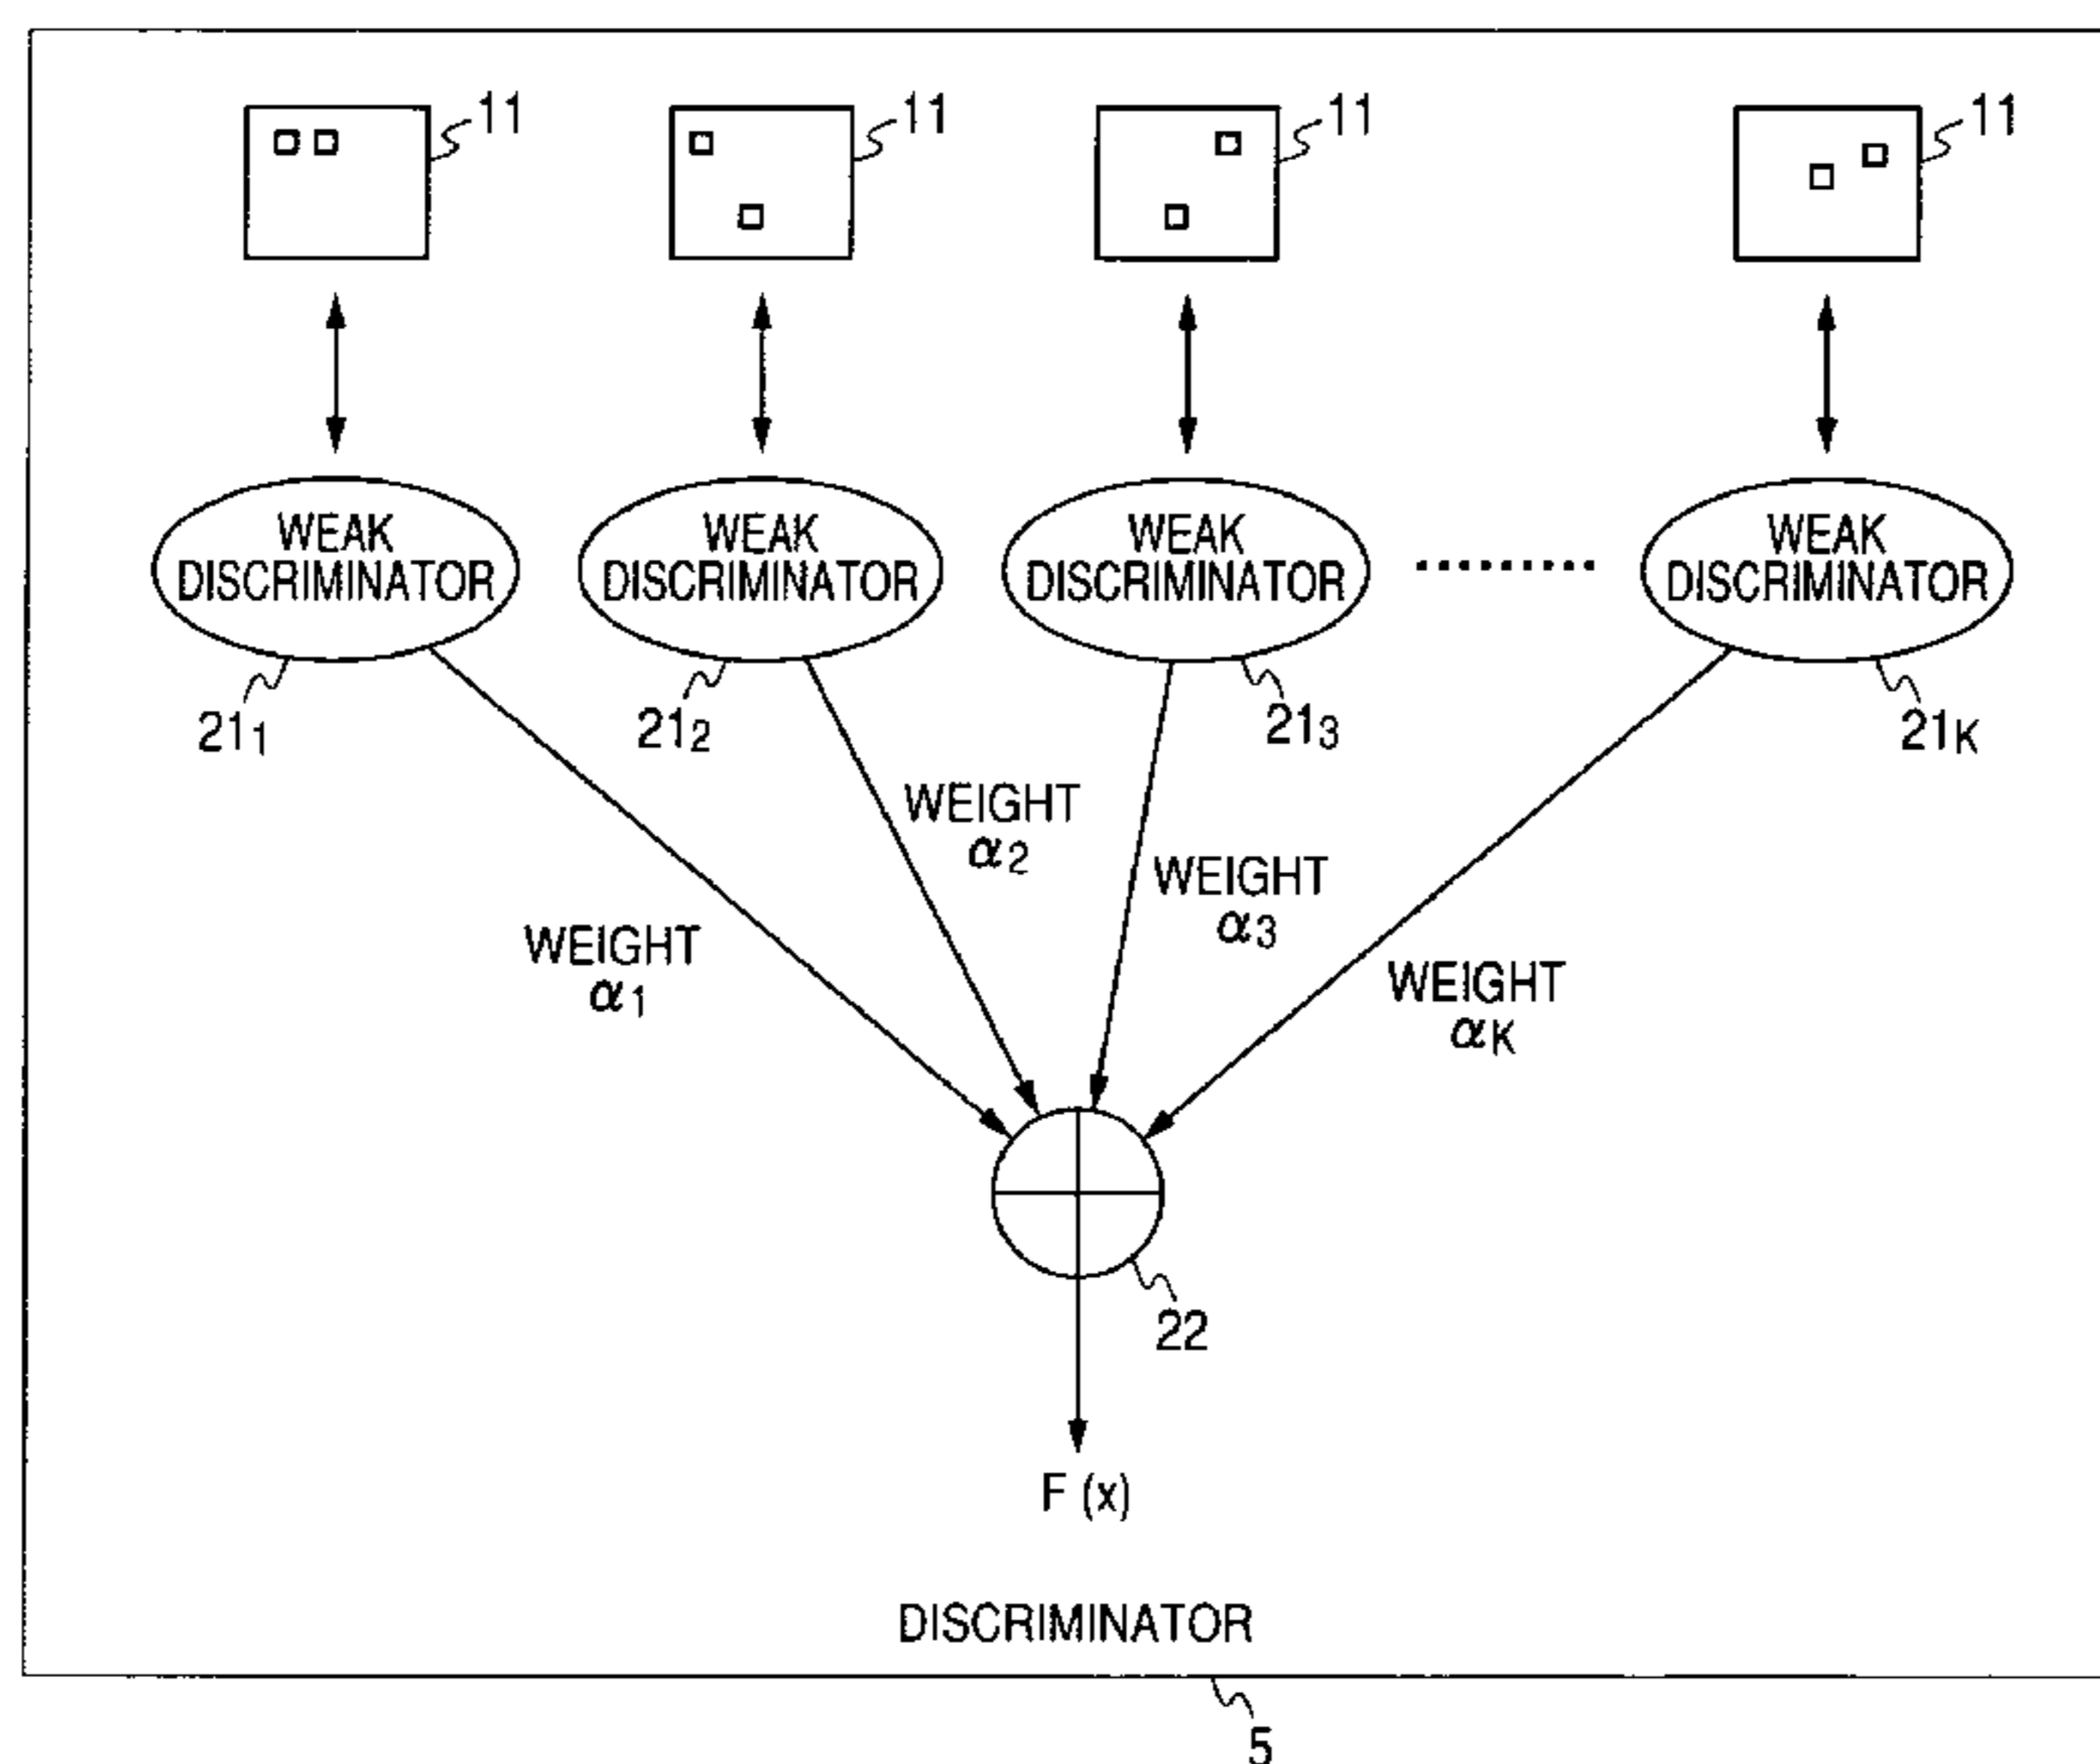 11 11 11 11
WEAK DISCRIMINATOR WEAK DISCRIMINATOR WEAK DISCRIMINATOR ......... WEAK DISCRIMINATOR
21₁ 21₂ 21₃ 21K
WEIGHT α₂
WEIGHT α₃
WEIGHT α₁
WEIGHT αK
22
F (x)
DISCRIMINATOR
5